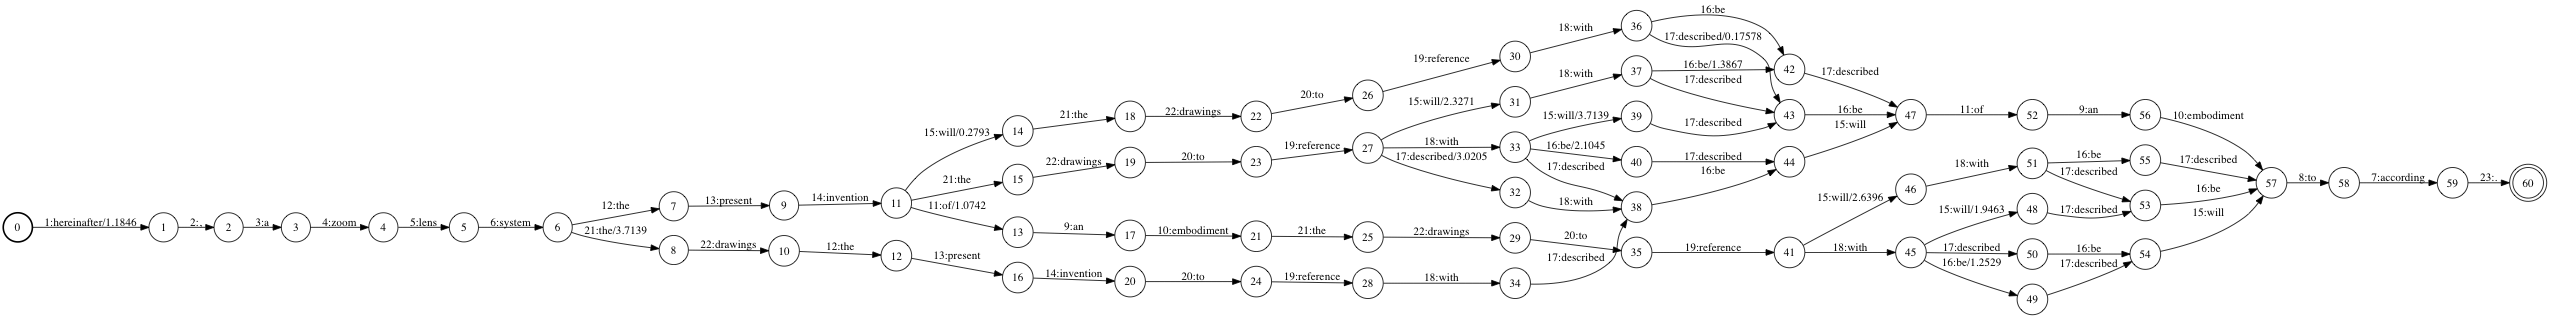 16:be
18:with
36
17:described/0.17578
30
19:reference
18:with
37
16:be/1.3867
42
17:described
17:described
20:to
26
15:will/2.3271
31
21:the
22:drawings
15:will/3.7139
39
43
16:be
47
11:of
52
9:an
56
10:embodiment
15:will/0.2793
14
18
22
17:described
15:will
19:reference
27
18:with
33
16:be/2.1045
22:drawings
20:to
17:described/3.0205
17:described
40
17:described
44
18:with
51
16:be
55
17:described
15
19
23
16:be
17:described
21:the
32
18:with
57
8:to
58
7:according
59
23:.
60
12:the
7
13:present
9
14:invention
11
11:of/1.0742
38
15:will/2.6396
46
16:be
15:will/1.9463
48
17:described
53
15:will
0
1:hereinafter/1.1846
1
2:,
2
3:a
3
4:zoom
4
5:lens
5
6:system
6
21:the/3.7139
13
9:an
17
10:embodiment
21
21:the
25
22:drawings
29
20:to
8
22:drawings
10
12:the
12
35
19:reference
41
18:with
45
17:described
50
16:be
54
13:present
17:described
16:be/1.2529
17:described
16
14:invention
20
20:to
24
19:reference
28
18:with
34
49